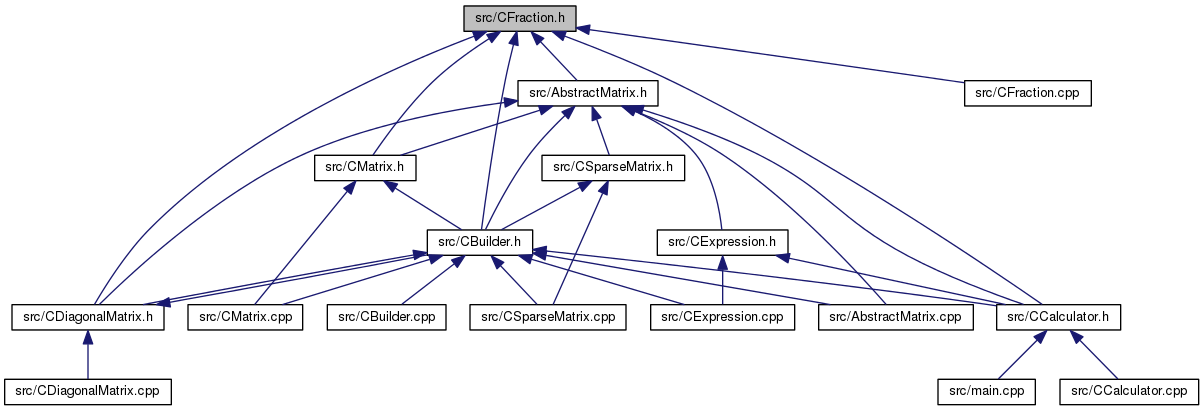 src/CFraction.h
src/AbstractMatrix.h
src/CFraction.cpp
src/CMatrix.h
src/CSparseMatrix.h
src/CBuilder.h
src/CExpression.h
src/CDiagonalMatrix.h
src/CMatrix.cpp
src/CBuilder.cpp
src/CSparseMatrix.cpp
src/CExpression.cpp
src/AbstractMatrix.cpp
src/CCalculator.h
src/CDiagonalMatrix.cpp
src/main.cpp
src/CCalculator.cpp